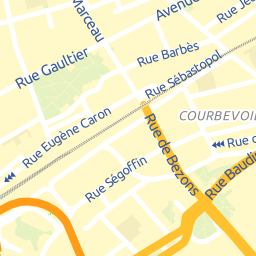 Marceau
Avenue
Rue Je
Rue Barbès
Rue Gaultier
Rue Sébastopol
COURBEVOIE
Rue de Bezons
Rue Eugène Caron
Rue Ségoffin
Rue Baudi